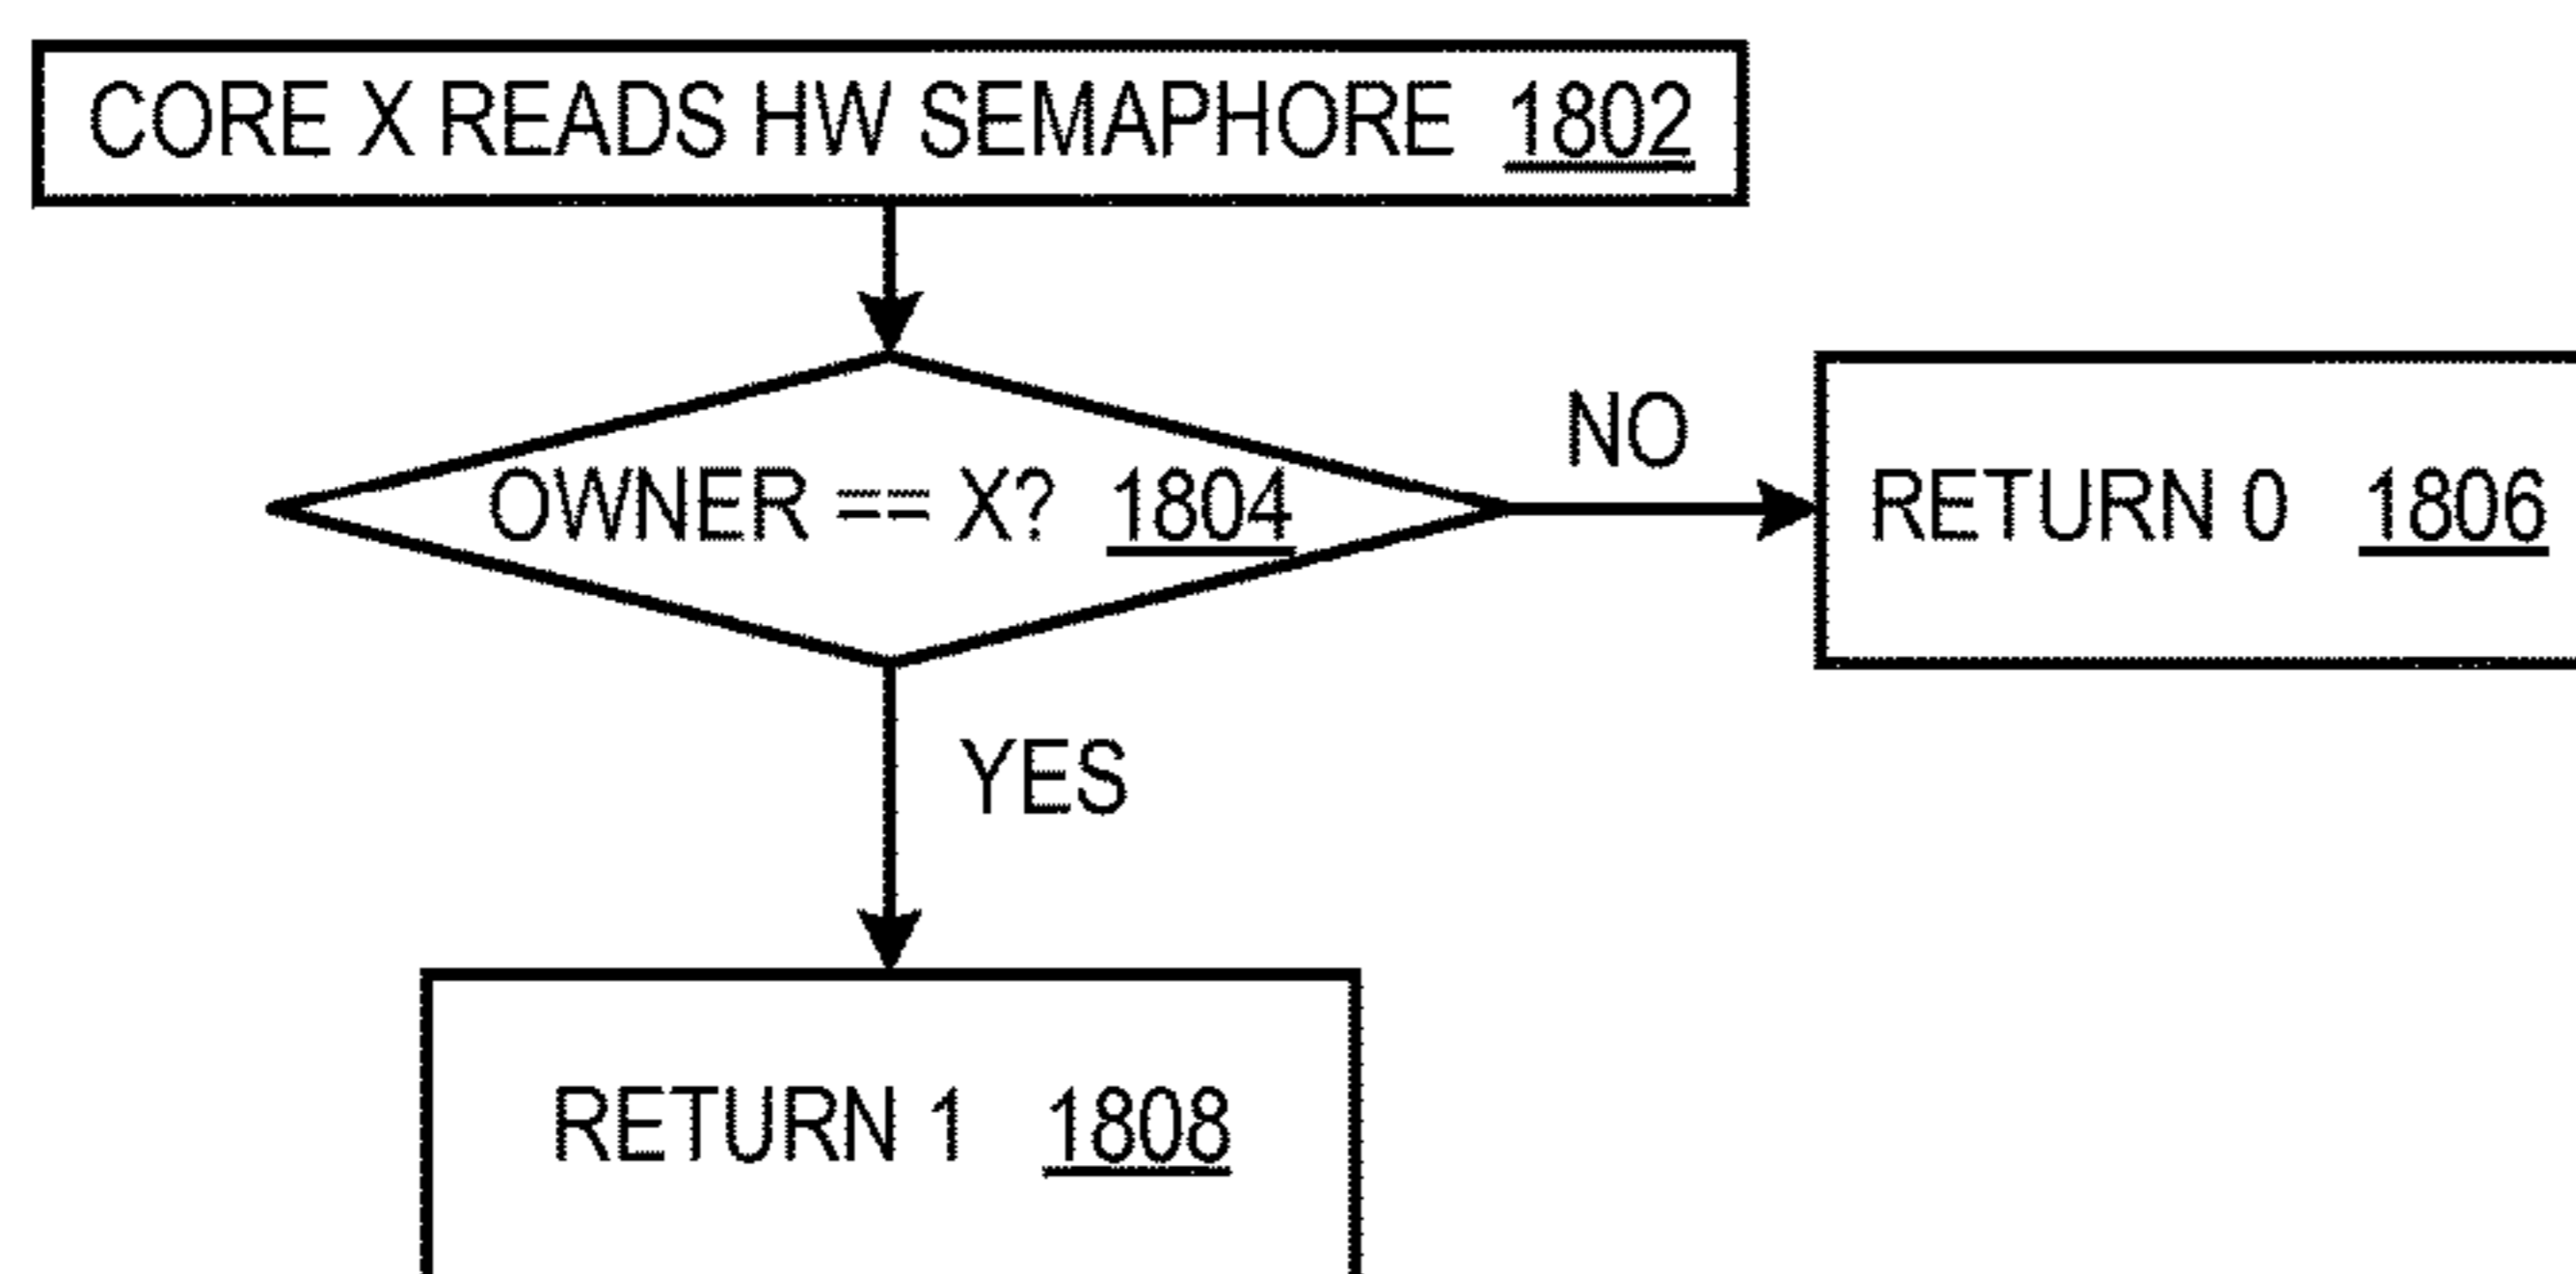 CORE X READS HW SEMAPHORE 1802
NO
OWNER == X? 1804
RETURN 0 1806
YES
RETURN 1 1808